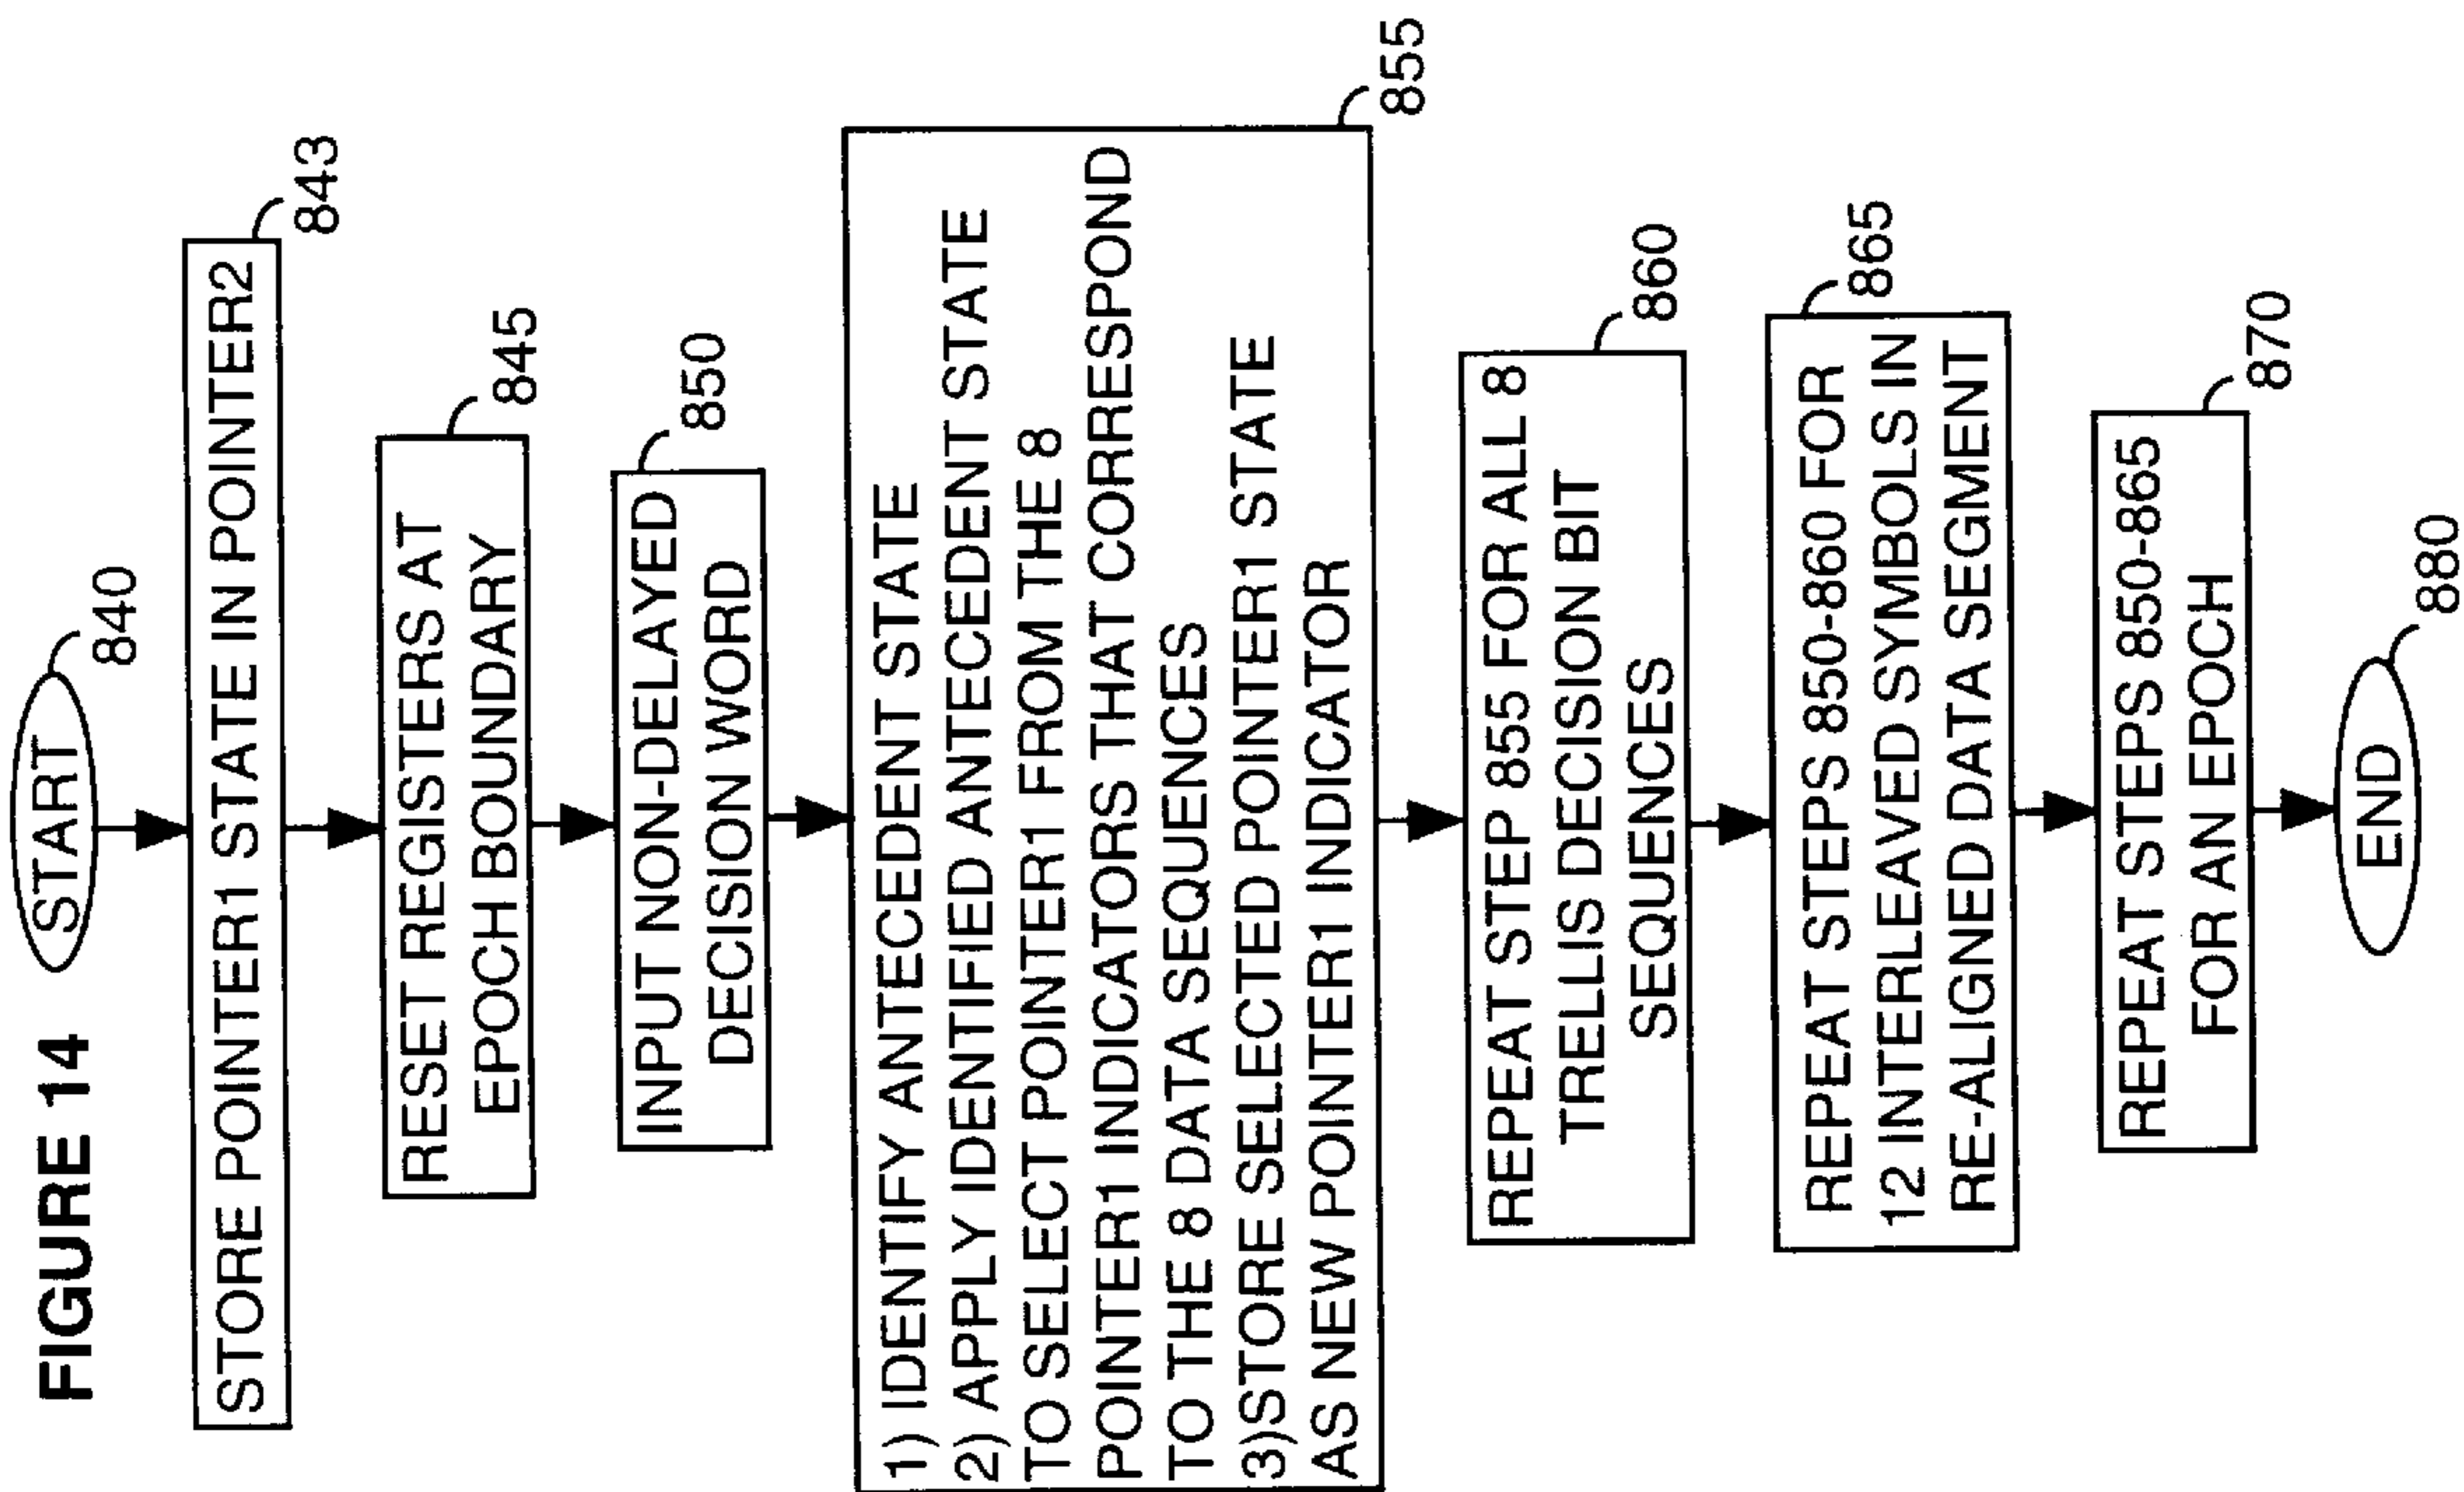 FIGURE 14
START
840
STORE POINTER1 STATE IN POINTER2
843
RESET REGISTERS AT
EPOCH BOUNDARY
845
INPUT NON-DELAYED
DECISION WORD
850
1) IDENTIFY ANTECEDENT STATE
2) APPLY IDENTIFIED ANTECEDENT STATE
TO SELECT POINTER1 FROM THE 8
POINTER1 INDICATORS THAT CORRESPOND
TO THE 8 DATA SEQUENCES
3)STORE SELECTED POINTER1 STATE
AS NEW POINTER1 INDICATOR
855
REPEAT STEP 855 FOR ALL 8
TRELLIS DECISION BIT
SEQUENCES
860
REPEAT STEPS 850-860 FOR
12 INTERLEAVED SYMBOLS IN
RE-ALIGNED DATA SEGMENT
865
REPEAT STEPS 850-865
FOR AN EPOCH
870
END
880